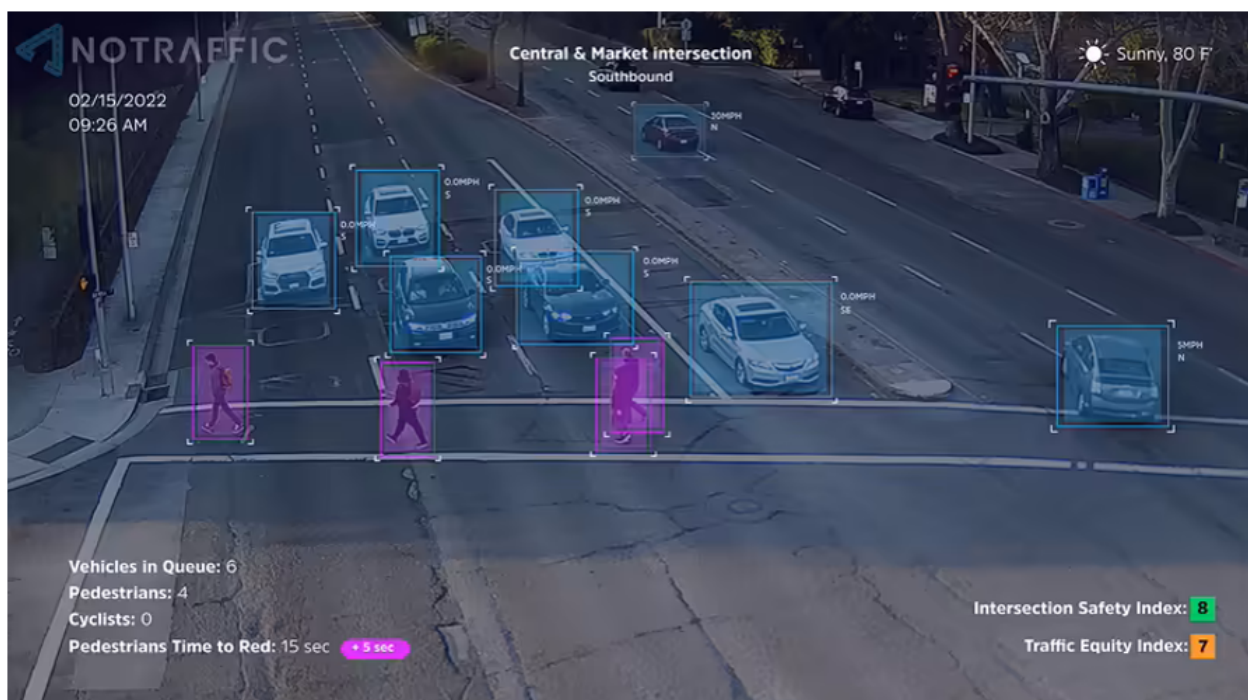 NOTRAFFIC
Central & Market intersection
Southbound
Sunny, 80 F'
02/15/2022
09:26 AM
20MPH
N
0.0MPH
S
0.0MPH
S
0.0MPH
S
0.0MPH
S
0.0MPH
S
0.0MPH
S6
5MPH
N
Vehicles in Queue: 6
Pedestrians: 4
Cyclists: 0
Pedestrians Time to Red: 15 sec + 5 sec
Intersection Safety Index: 8
Traffic Equity Index: 7